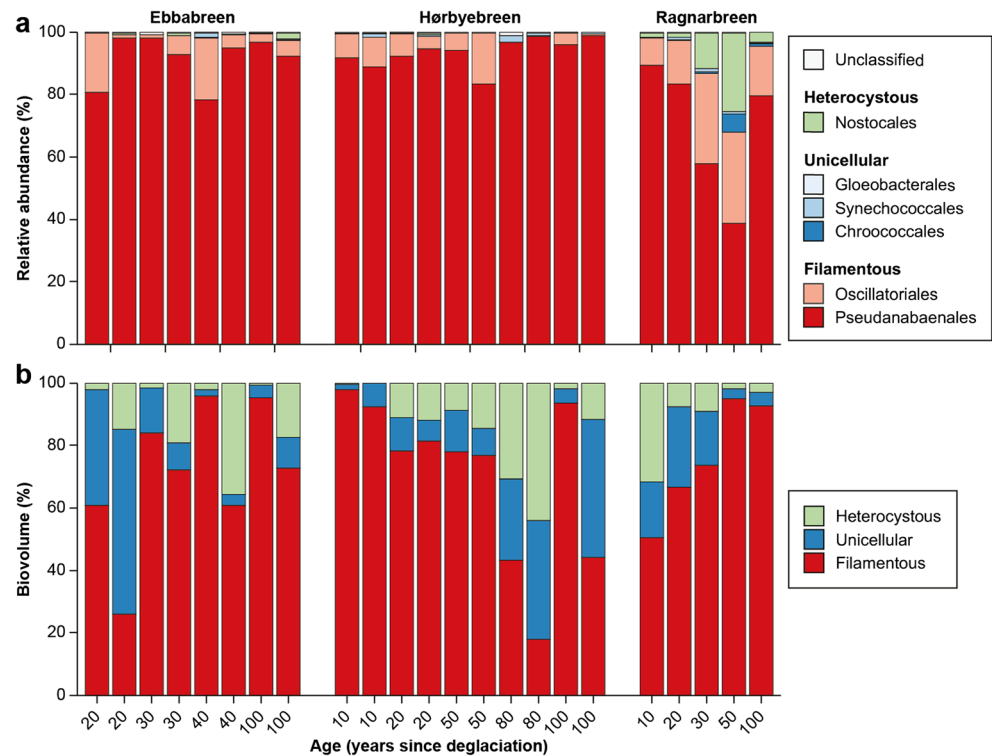 a
Ebbabreen Hørbyebreen Ragnarbreen
Relative abundance (%)
100
80
60
40
20
0
Unclassified
Heterocystous
Nostocales
Unicellular
Gloeobacterales
Synechococcales
Chroococcales
Filamentous
Oscillatoriales
Pseudanabaenales
b
Biovolume (%)
100
80
60
40
20
0
Heterocystous
Unicellular
Filamentous
20 20 30 30 40 40 100 100 10 10 20 20 50 50 80 80 100 100 10 20 30 50 100
Age (years since deglaciation)